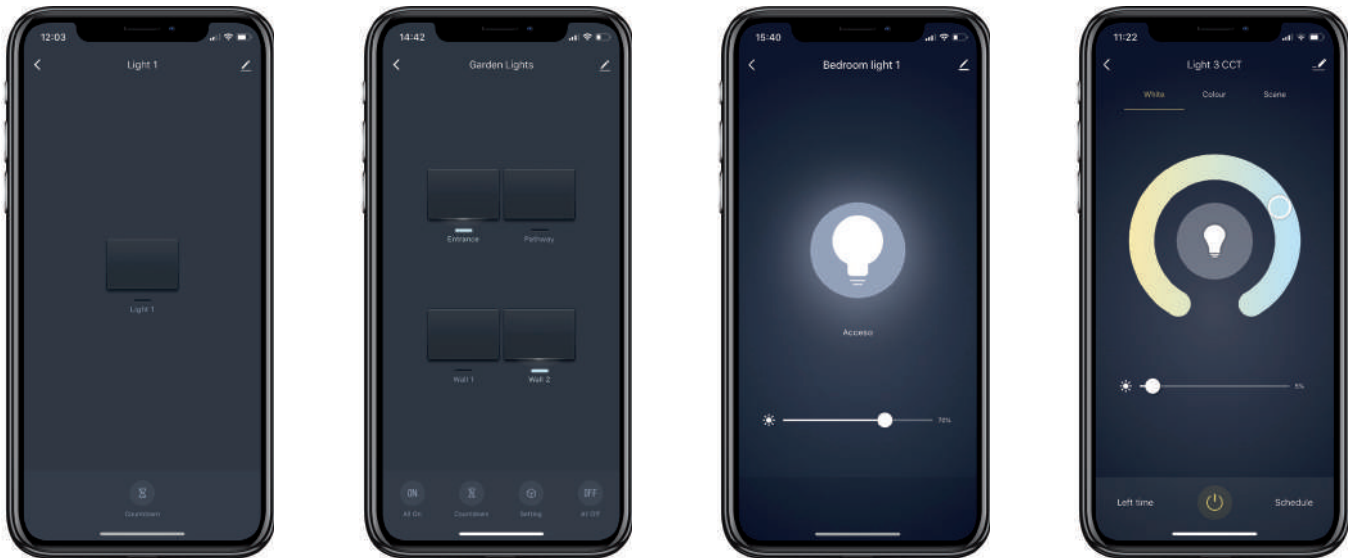 12:03
Light 1
Light 1
Countdown
14:42
Garden Lights
Entrance Pathway
Wall 1 Wall 2
ON OFF
All On Countdown Setting All Off
15:40
Bedroom light 1
Acceso
70%
11:22
Light 3 CCT
White Colour Scene
5%
Left time Schedule